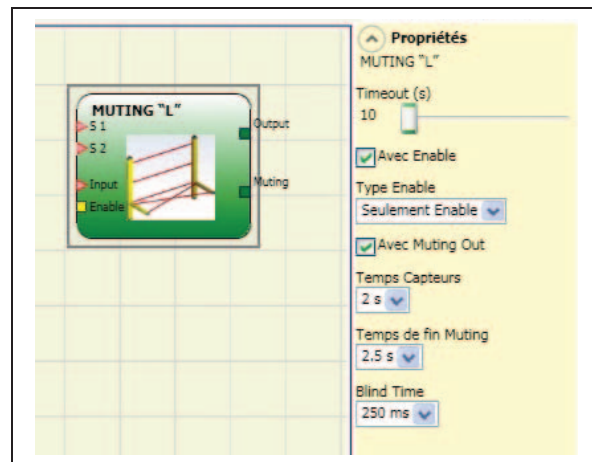 MUTING "L"
S 1
S 2
Input
Enable
Output
Muting
Propriétés
MUTING "L"
Timeout (s)
10
Avec Enable
Type Enable
Seulement Enable
Avec Muting Out
Temps Capteurs
2 s
Temps de fin Muting
2.5 s
Blind Time
250 ms